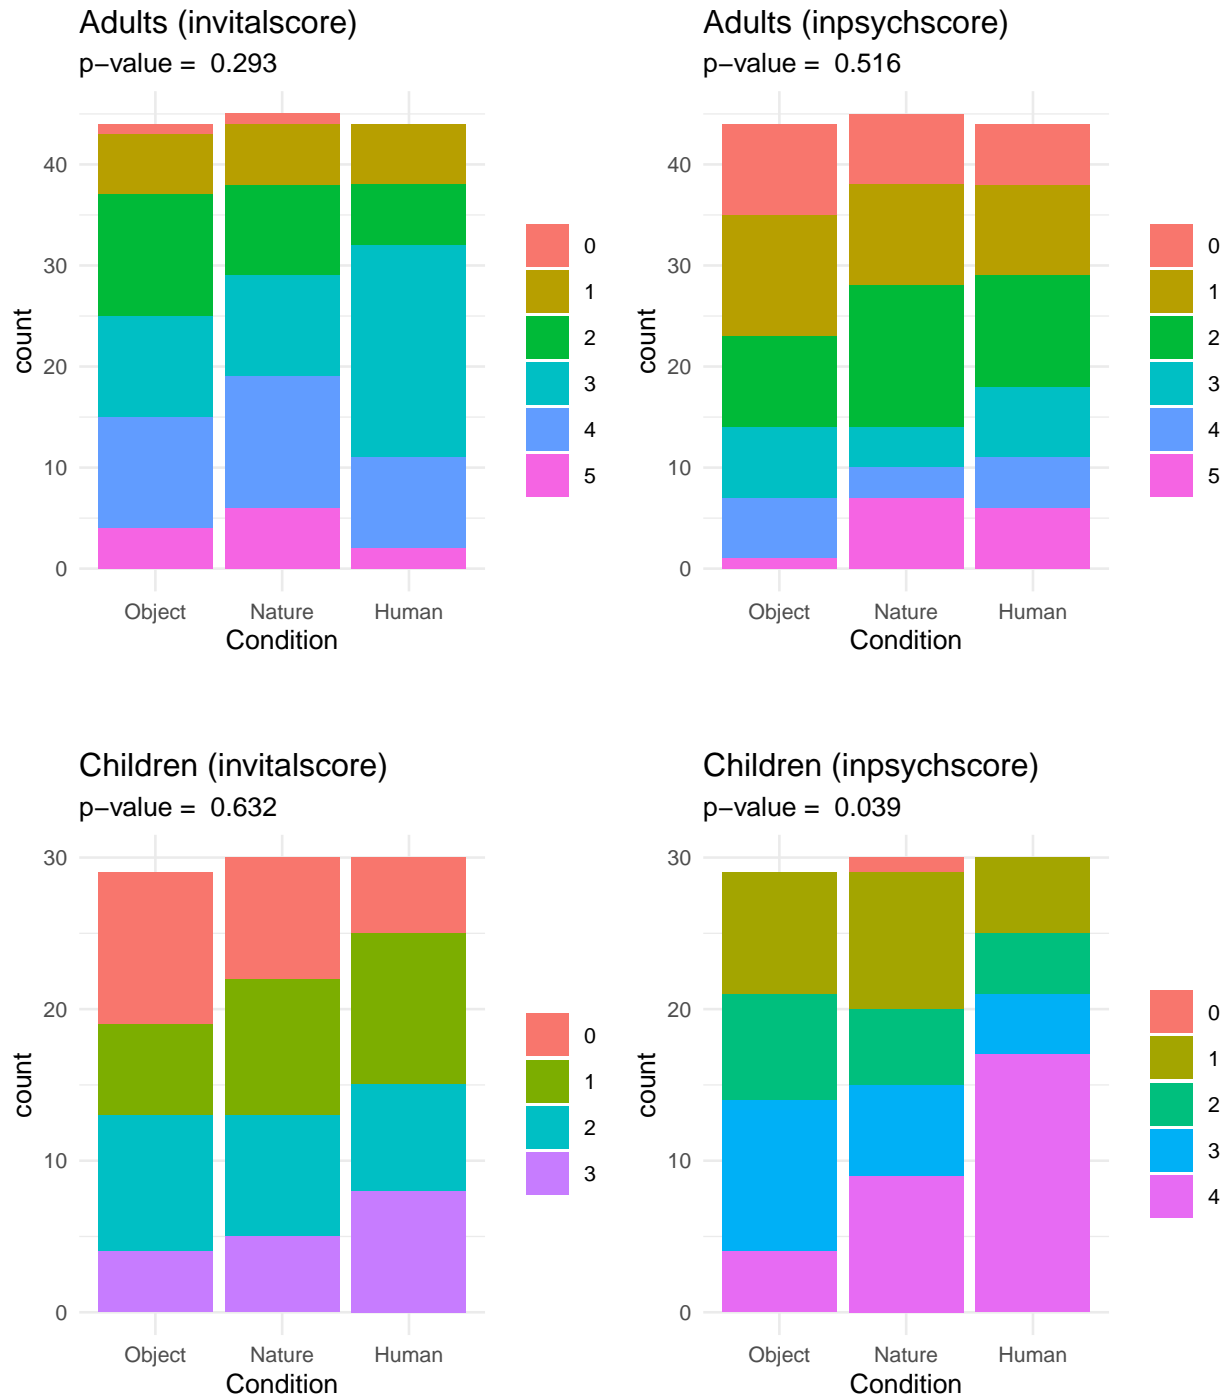 Adults (invitalscore)
p−value = 0.293
count
40
30
20
10
0
Object Nature Human
Condition
0
1
2
3
4
5
Adults (inpsychscore)
p−value = 0.516
count
40
30
20
10
0
Object Nature Human
Condition
0
1
2
3
4
5
Children (invitalscore)
p−value = 0.632
count
30
20
10
0
Object Nature Human
Condition
0
1
2
3
Children (inpsychscore)
p−value = 0.039
count
30
20
10
0
Object Nature Human
Condition
0
1
2
3
4